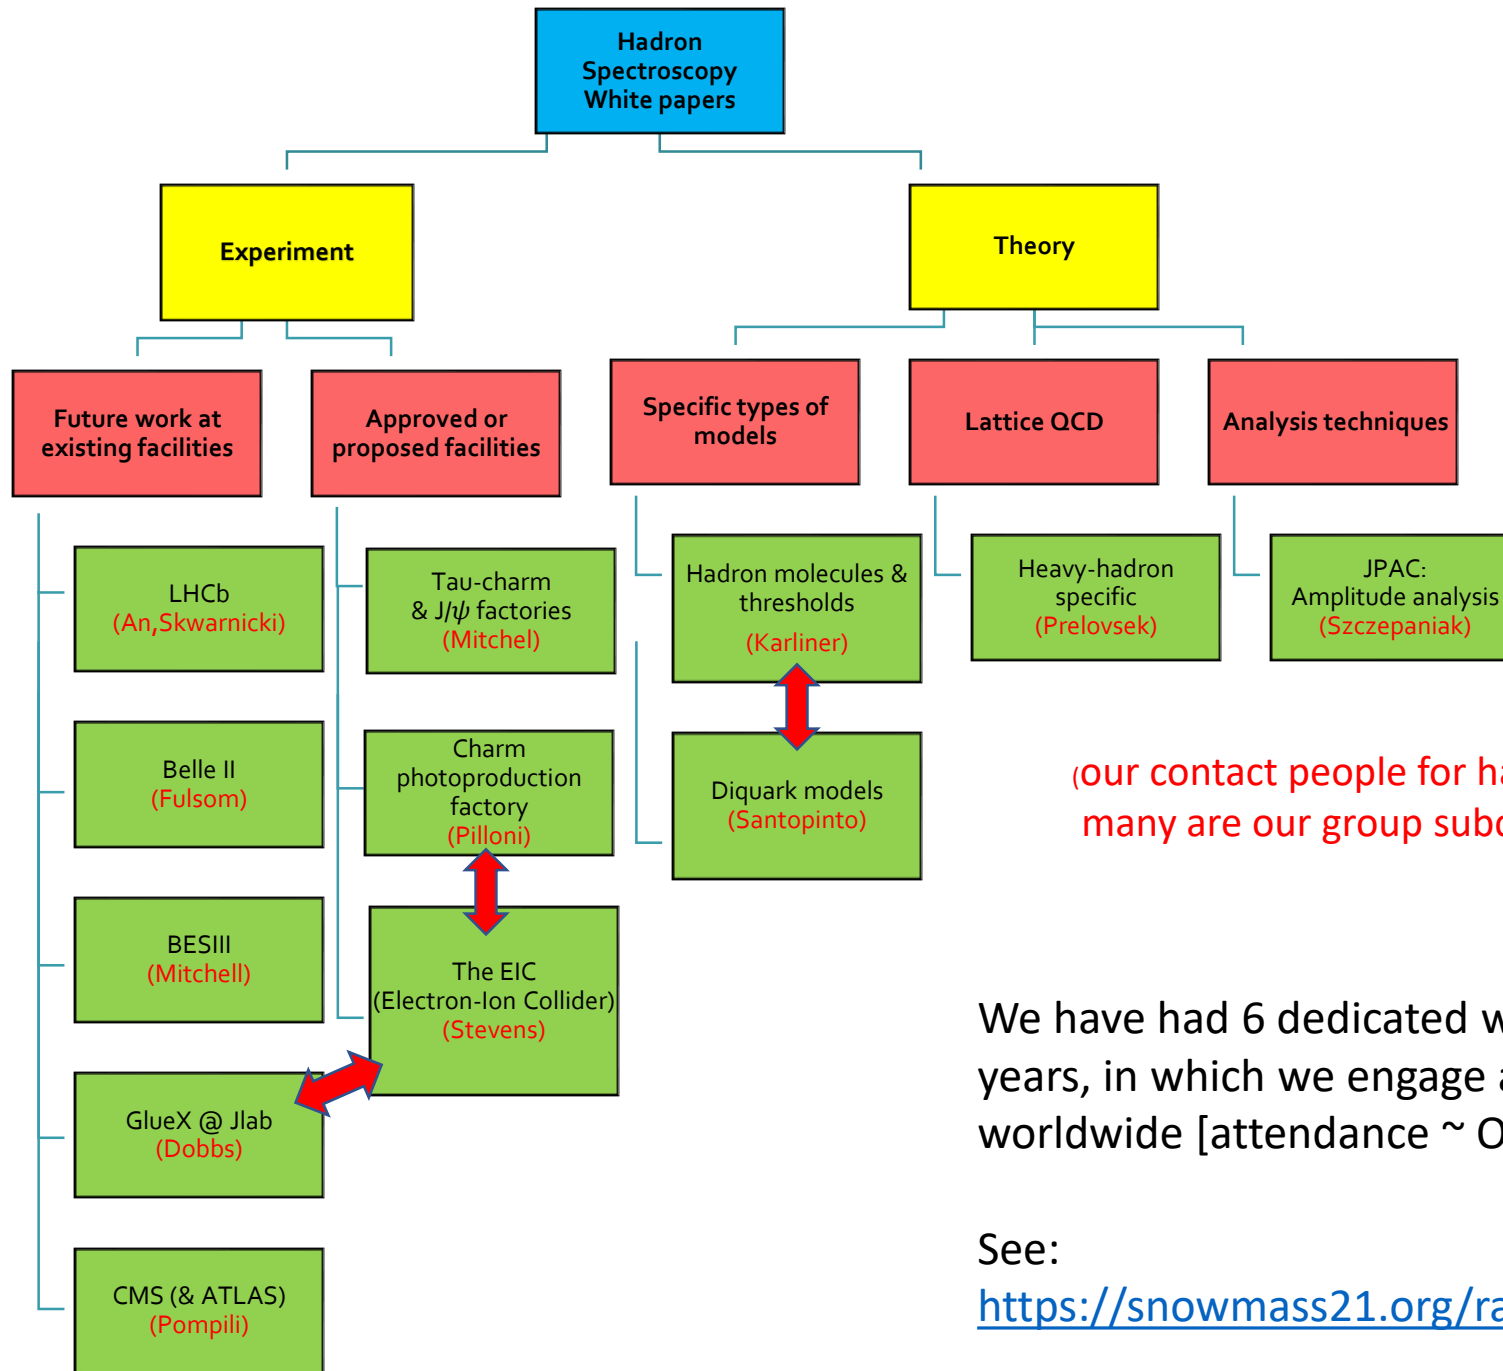 Hadron
Spectroscopy
White papers
Experiment
Theory
Future work at
existing facilities
Approved or
proposed facilities
Specific types of
models
Lattice QCD
Analysis techniques
LHCb
(An,Skwarnicki)
Belle II
(Fulsom)
BESIII
(Mitchell)
GlueX @ Jlab
(Dobbs)
CMS (& ATLAS)
(Pompili)
Tau-charm
& J/ψ factories
(Mitchel)
Charm
photoproduction
factory
(Pilloni)
The EIC
(Electron-Ion Collider)
(Stevens)
Hadron molecules &
thresholds
(Karliner)
Diquark models
(Santopinto)
Heavy-hadron
specific
(Prelovsek)
JPAC:
Amplitude analysis
(Szczepaniak)
(our contact people for
many are our group
We have had 6 dedicated
years, in which we engage
worldwide [attendance ~
See:
https://snowmass21.org/ra